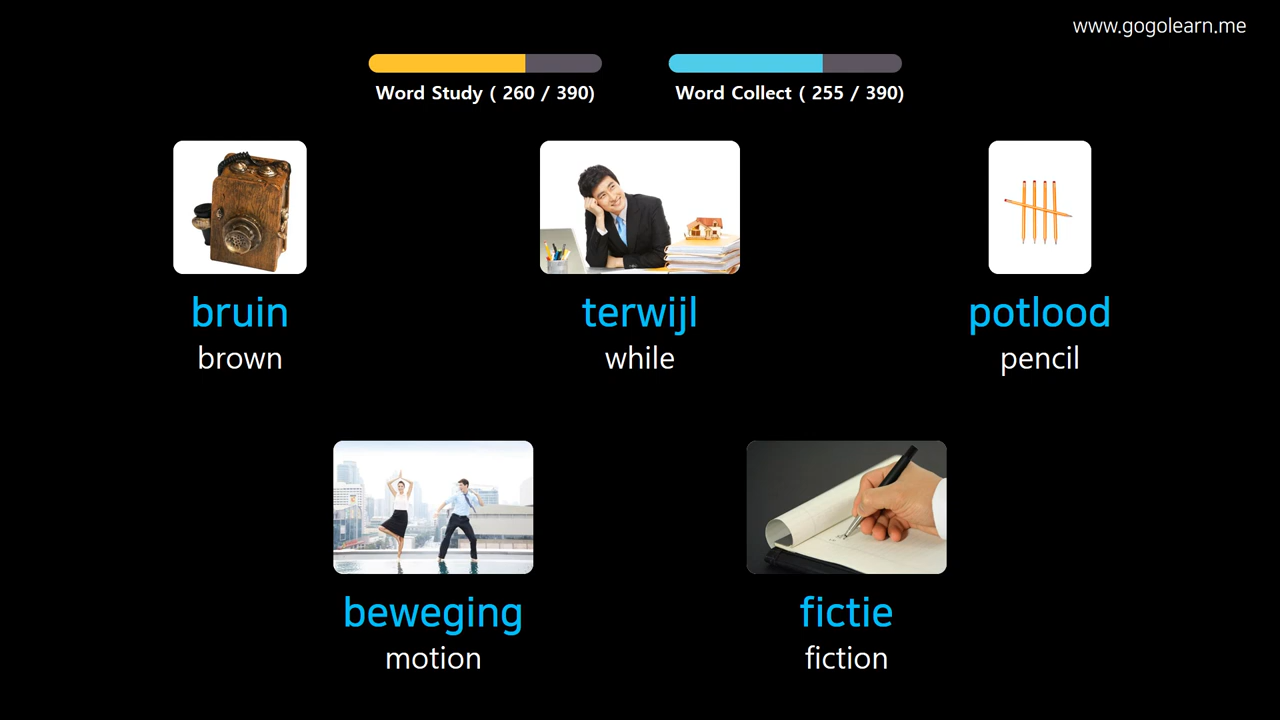 www.gogolearn.me
Word Study ( 260 / 390)
Word Collect ( 255 / 390)
bruin
brown
terwijl
while
potlood
pencil
beweging
motion
fictie
fiction